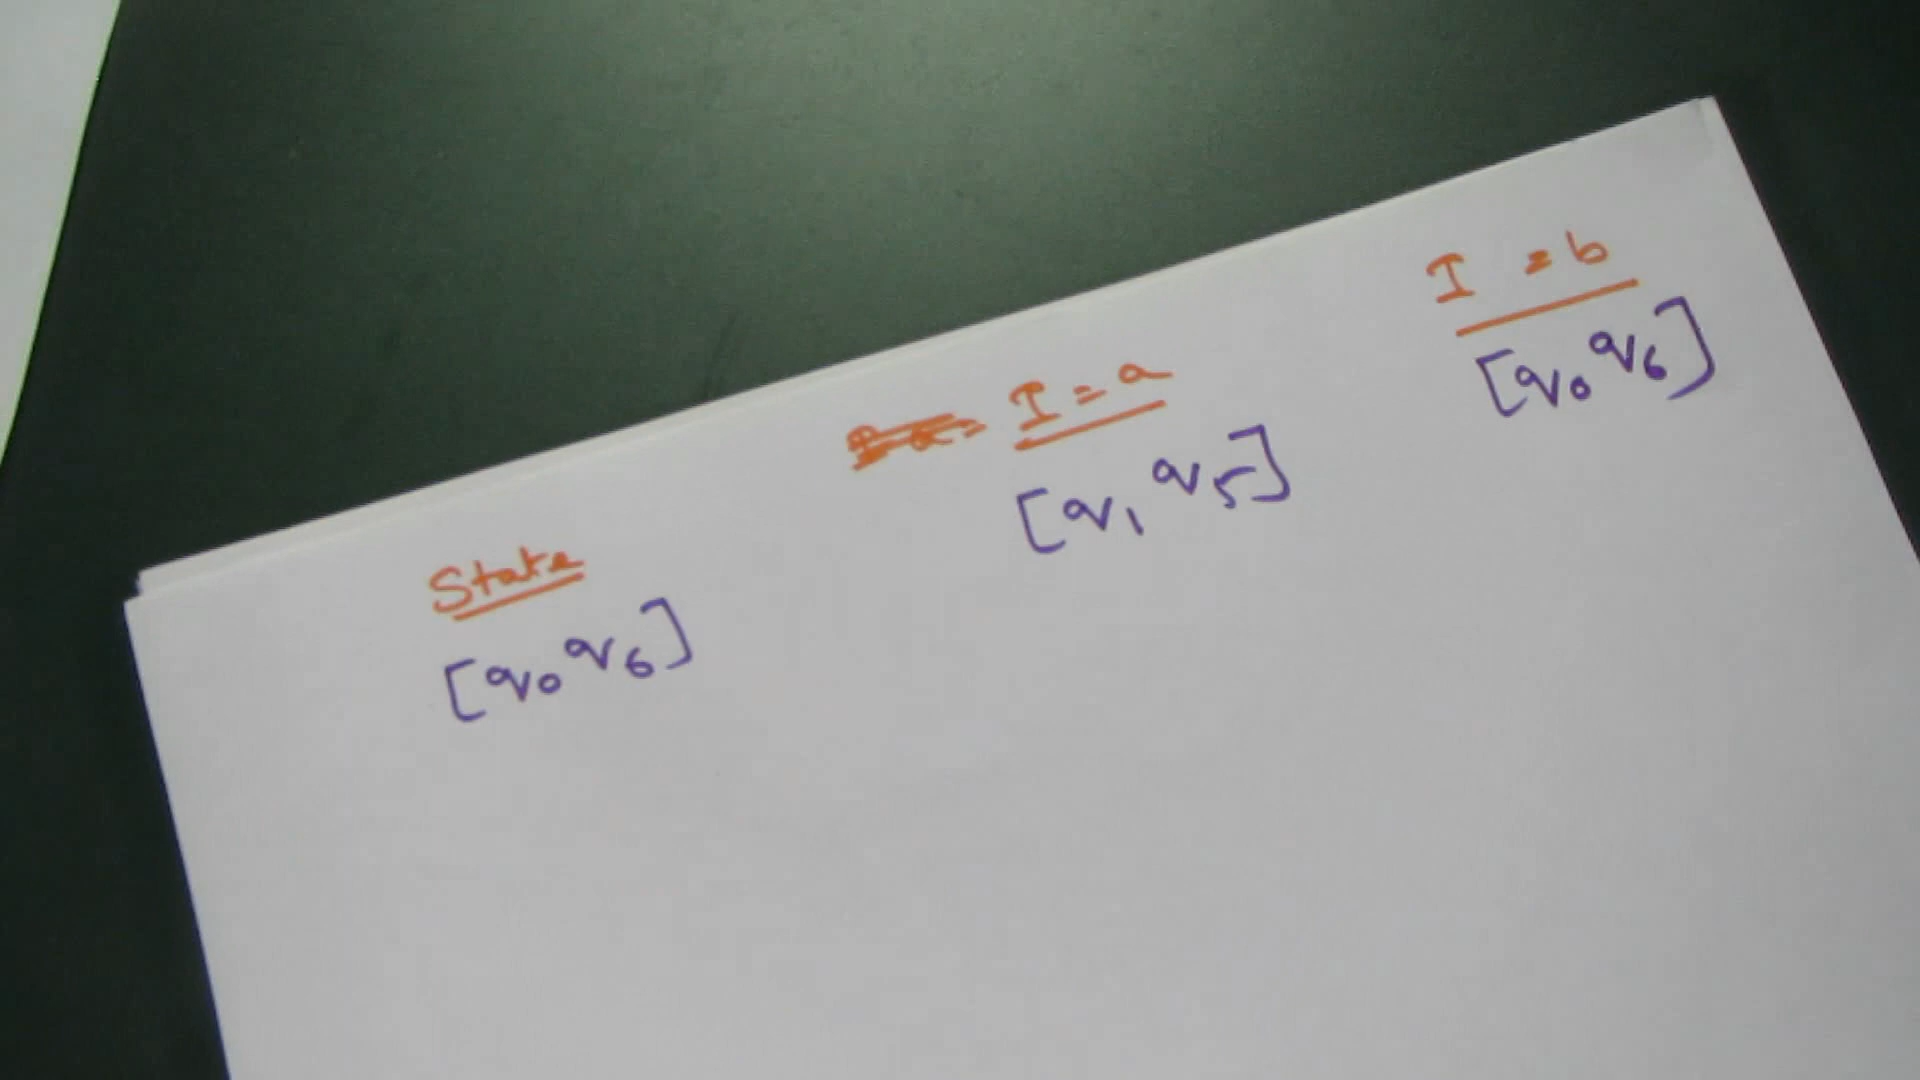 State I = a I = b
[q0 q6] [q1 q5] [q0 q6]